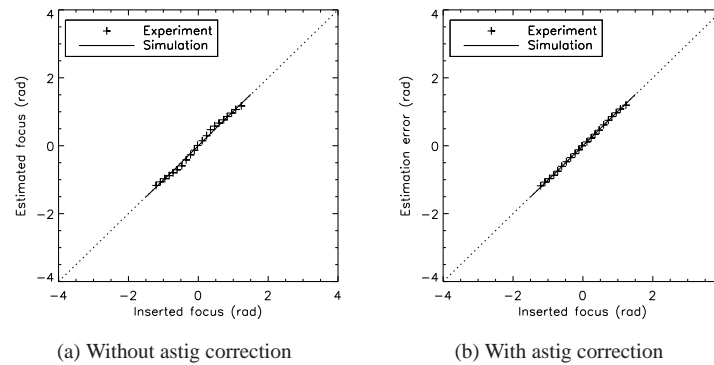 4
2
0
−2
−4
−4 −2 0 2 4
Estimated focus (rad)
Inserted focus (rad)
Experiment
Simulation
(a) Without astig correction
4
2
0
−2
−4
−4 −2 0 2
Estimation error (rad)
Inserted focus (rad)
Experiment
Simulation
(b) With astig correction